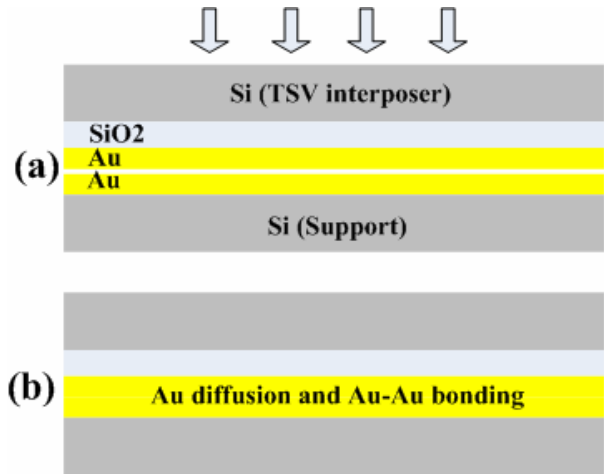 Si (TSV interposer)
SiO2
(a)
Au
Au
Si (Support)
(b)
Au diffusion and Au-Au bonding